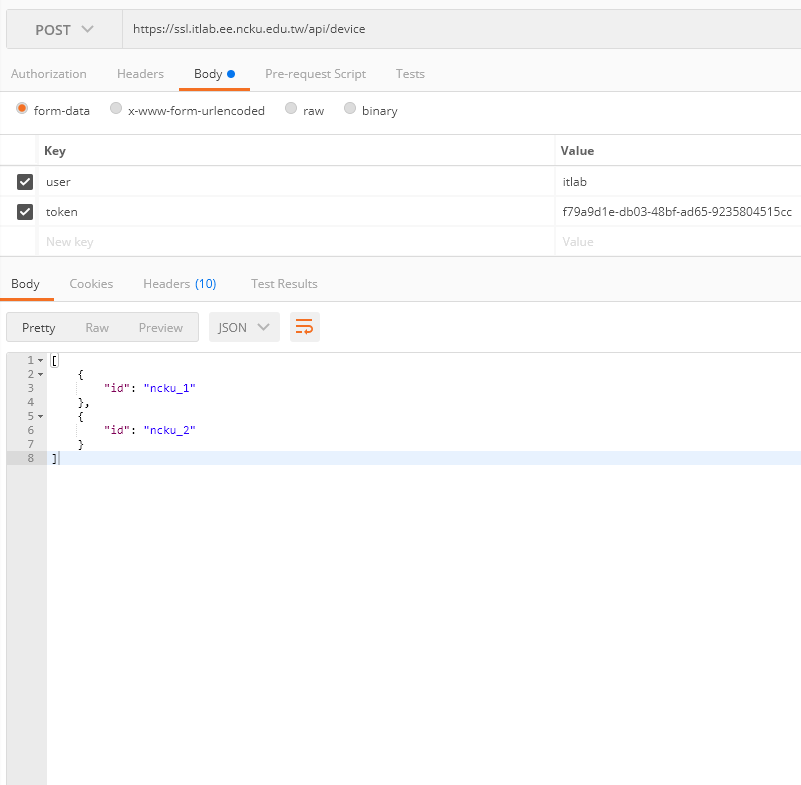 POST https://ssl.itlab.ee.ncku.edu.tw/api/device
Authorization Headers Body Pre-request Script Tests
form-data x-www-form-urlencoded raw binary
Key Value
user itlab
token f79a9d1e-db03-48bf-ad65-9235804515cc
New key Value
Body Cookies Headers (10) Test Results
Pretty Raw Preview JSON
1 [
2 {
3 "id": "ncku_1"
4 },
5 {
6 "id": "ncku_2"
7 }
8 ]